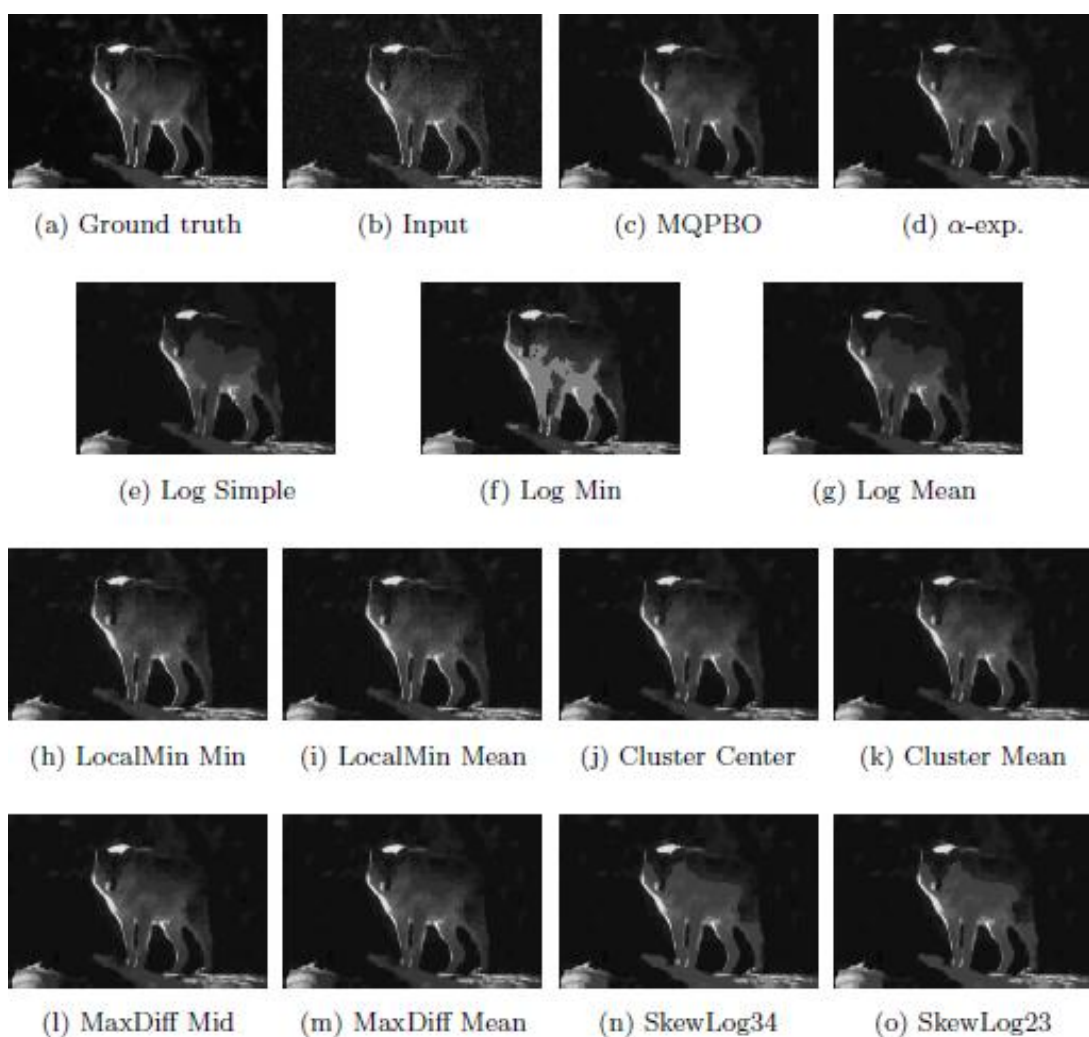 (a) Ground truth
(b) Input
(c) MQPBO
(d) α-exp.
(e) Log Simple
(f) Log Min
(g) Log Mean
(h) LocalMin Min
(i) LocalMin Mean
(j) Cluster Center
(k) Cluster Mean
(l) MaxDiff Mid
(m) MaxDiff Mean
(n) SkewLog34
(o) SkewLog23